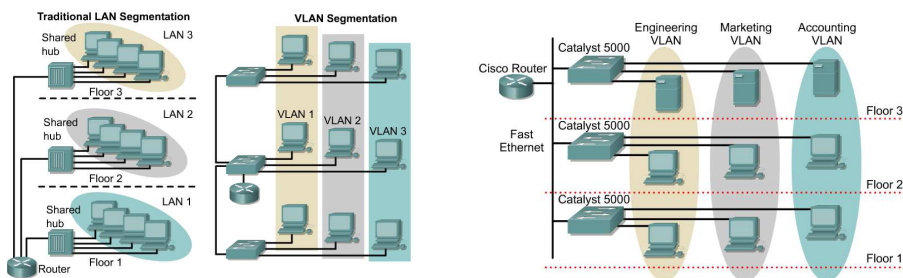 Traditional LAN Segmentation
Shared
hub
LAN 3
Floor 3
Shared
hub
LAN 2
Floor 2
Shared
hub
LAN 1
Floor 1
Router
VLAN Segmentation
VLAN 1
VLAN 2
VLAN 3
Engineering
VLAN
Marketing
VLAN
Accounting
VLAN
Catalyst 5000
Cisco Router
Floor 3
Fast
Ethernet
Catalyst 5000
Floor 2
Catalyst 5000
Floor 1